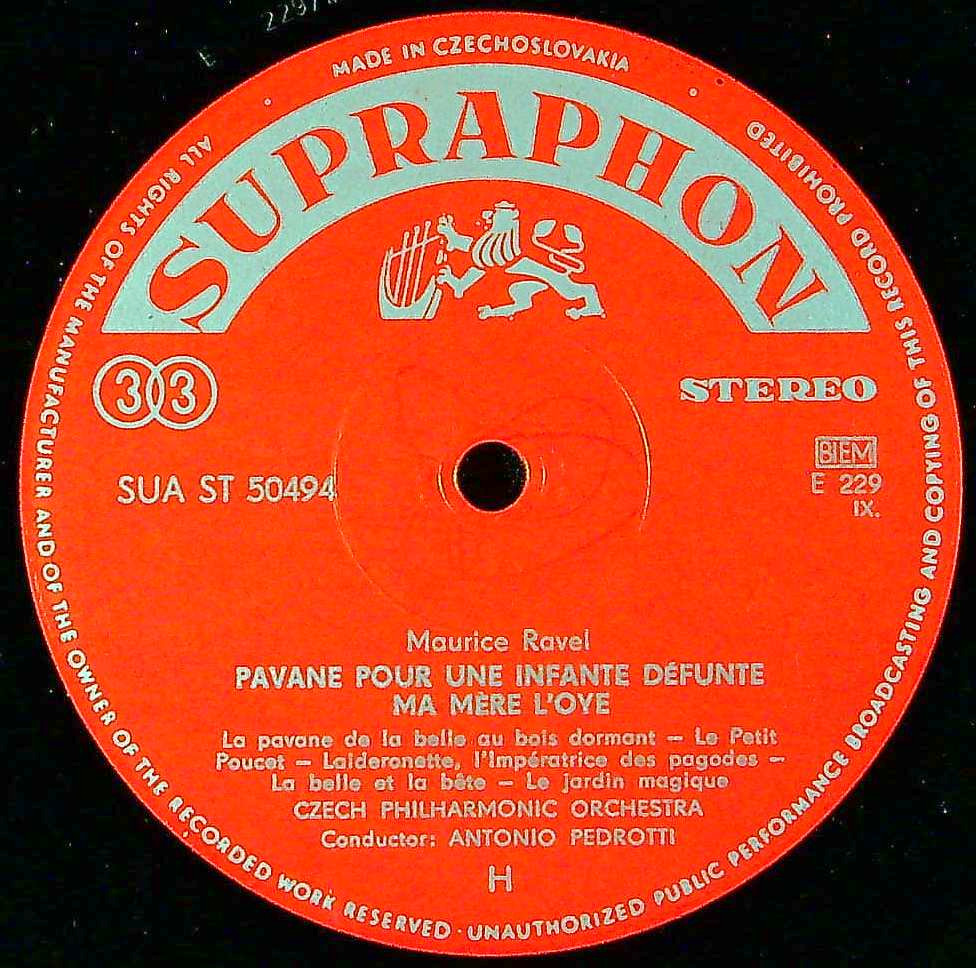 E 229/
MADE IN CZECHOSLOVAKIA
ALL RIGHTS OF THE MANUFACTURER AND OF THE OWNER OF THE RECORDED WORK RESERVED · UNAUTHORIZED PUBLIC PERFORMANCE BROADCASTING AND COPYING OF THIS RECORD PROHIBITED
SUPRAPHON
33
STEREO
BIEM
SUA ST 50494
E 229
IX.
Maurice Ravel
PAVANE POUR UNE INFANTE DÉFUNTE
MA MÈRE L'OYE
La pavane de la belle au bois dormant – Le Petit
Poucet – Laideronette, l'Impératrice des pagodes –
La belle et la bête – Le jardin magique
CZECH PHILHARMONIC ORCHESTRA
Conductor: ANTONIO PEDROTTI
H